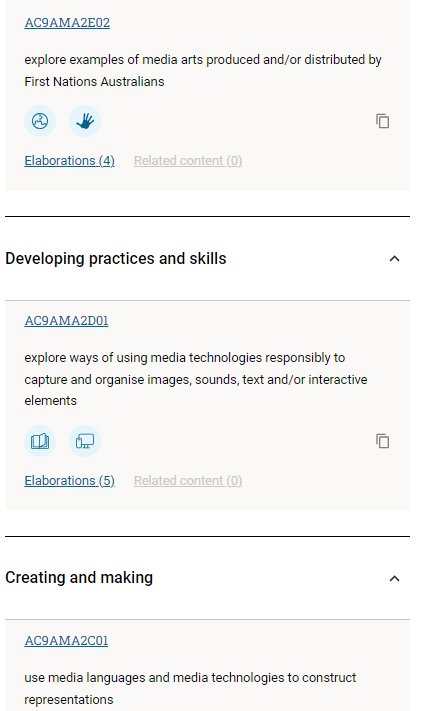 AC9AMA2E02
explore examples of media arts produced and/or distributed by
First Nations Australians
Elaborations (4) Related content (0)
Developing practices and skills
AC9AMA2D01
explore ways of using media technologies responsibly to
capture and organise images, sounds, text and/or interactive
elements
Elaborations (5) Related content (0)
Creating and making
AC9AMA2C01
use media languages and media technologies to construct
representations